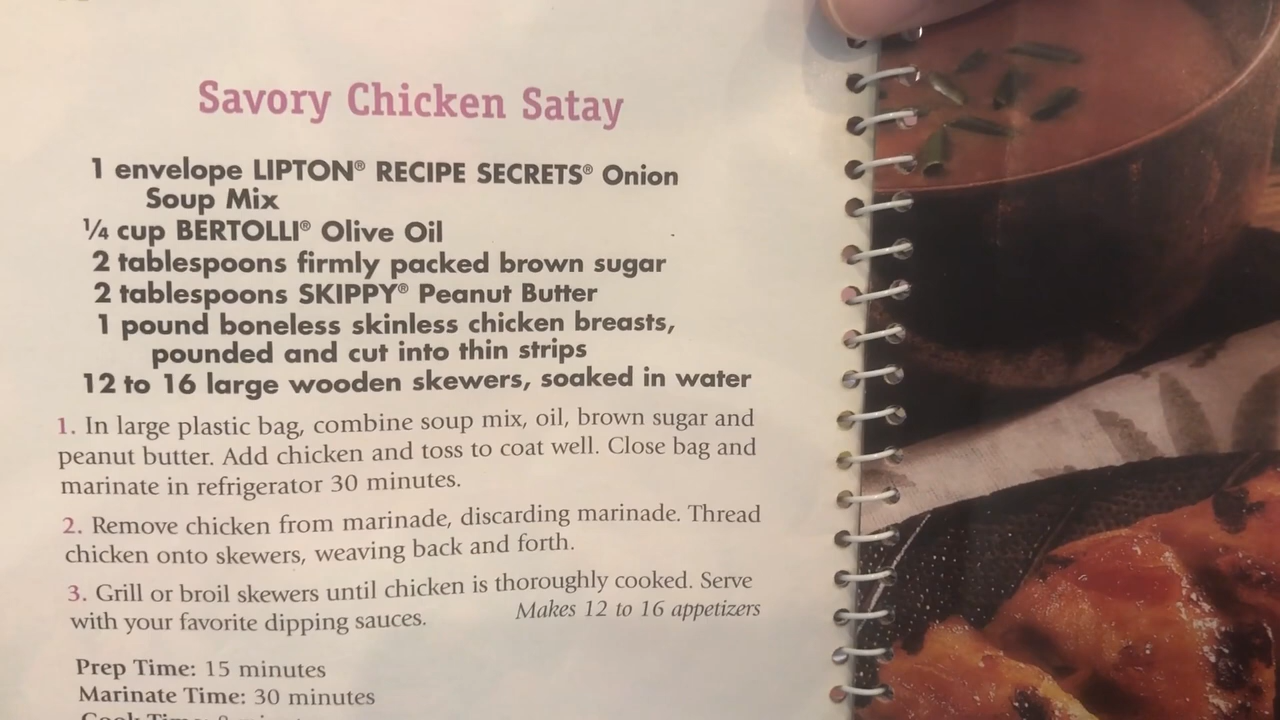 Savory Chicken Satay
1 envelope LIPTON® RECIPE SECRETS® Onion
Soup Mix
¼ cup BERTOLLI® Olive Oil
2 tablespoons firmly packed brown sugar
2 tablespoons SKIPPY® Peanut Butter
1 pound boneless skinless chicken breasts,
pounded and cut into thin strips
12 to 16 large wooden skewers, soaked in water
1. In large plastic bag, combine soup mix, oil, brown sugar and
peanut butter. Add chicken and toss to coat well. Close bag and
marinate in refrigerator 30 minutes.
2. Remove chicken from marinade, discarding marinade. Thread
chicken onto skewers, weaving back and forth.
3. Grill or broil skewers until chicken is thoroughly cooked. Serve
with your favorite dipping sauces. Makes 12 to 16 appetizers
Prep Time: 15 minutes
Marinate Time: 30 minutes
Cook Time: